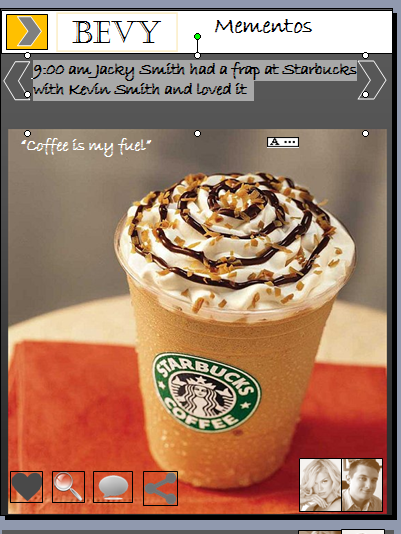 BEVY
Mementos
9:00 am Jacky Smith had a frap at Starbucks
with Kevin Smith and loved it
"Coffee is my fuel"
A
STARBUCKS
COFFEE